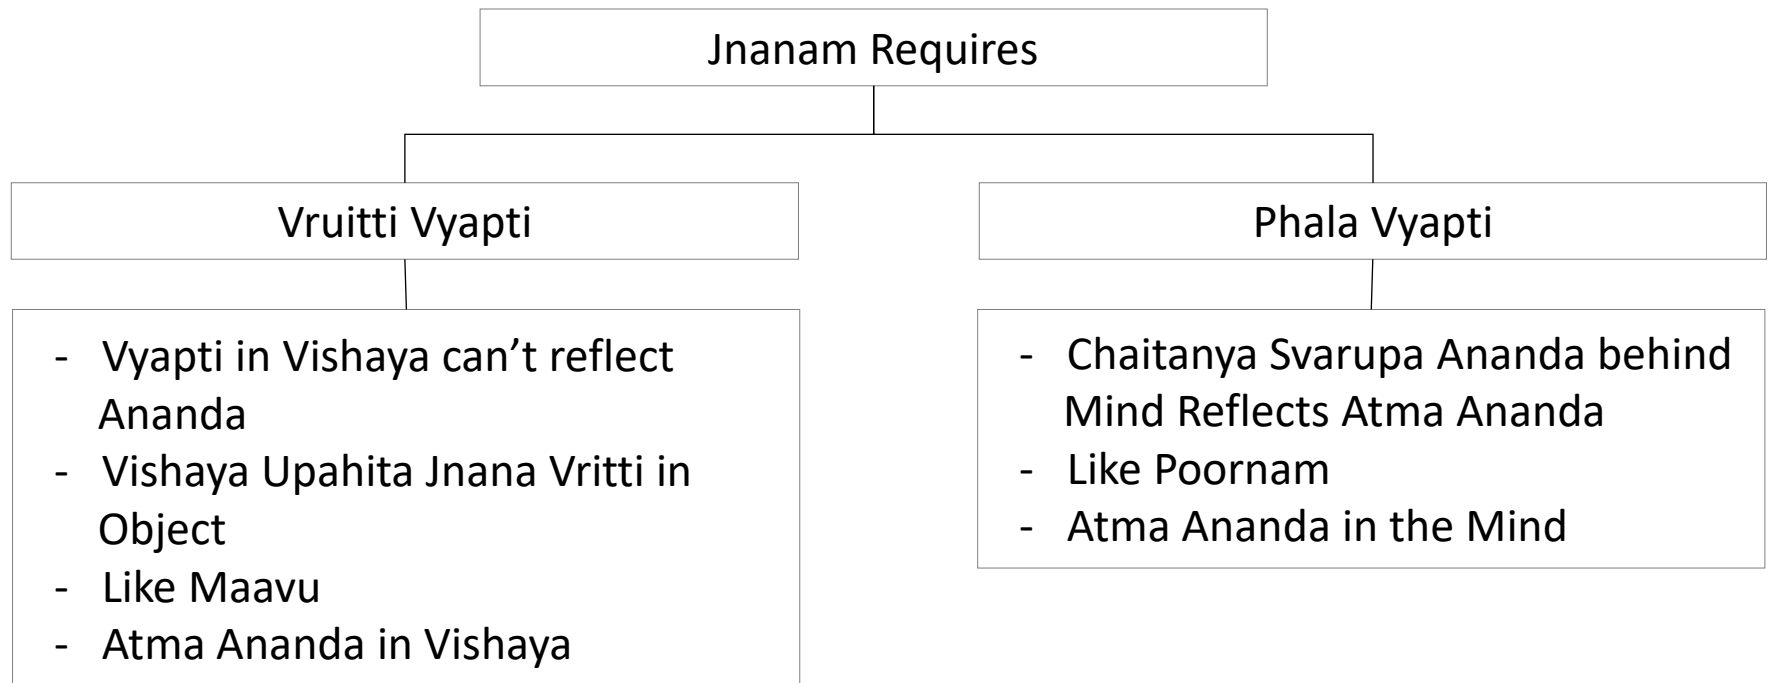 Jnanam Requires
Vruitti Vyapti
Phala Vyapti
- Vyapti in Vishaya can’t reflect
Ananda
- Vishaya Upahita Jnana Vritti in
Object
- Like Maavu
- Atma Ananda in Vishaya
- Chaitanya Svarupa Ananda behind
Mind Reflects Atma Ananda
- Like Poornam
- Atma Ananda in the Mind